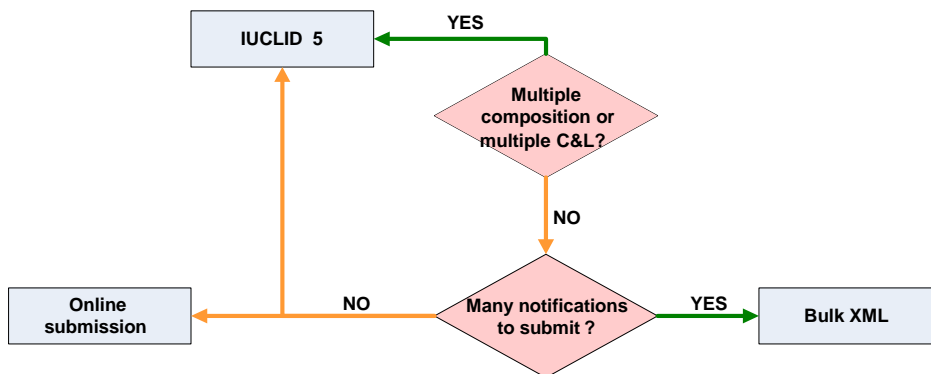 YES
IUCLID 5
Multiple
composition or
multiple C&L?
NO
Online
submission
NO
Many notifications
to submit ?
YES
Bulk XML